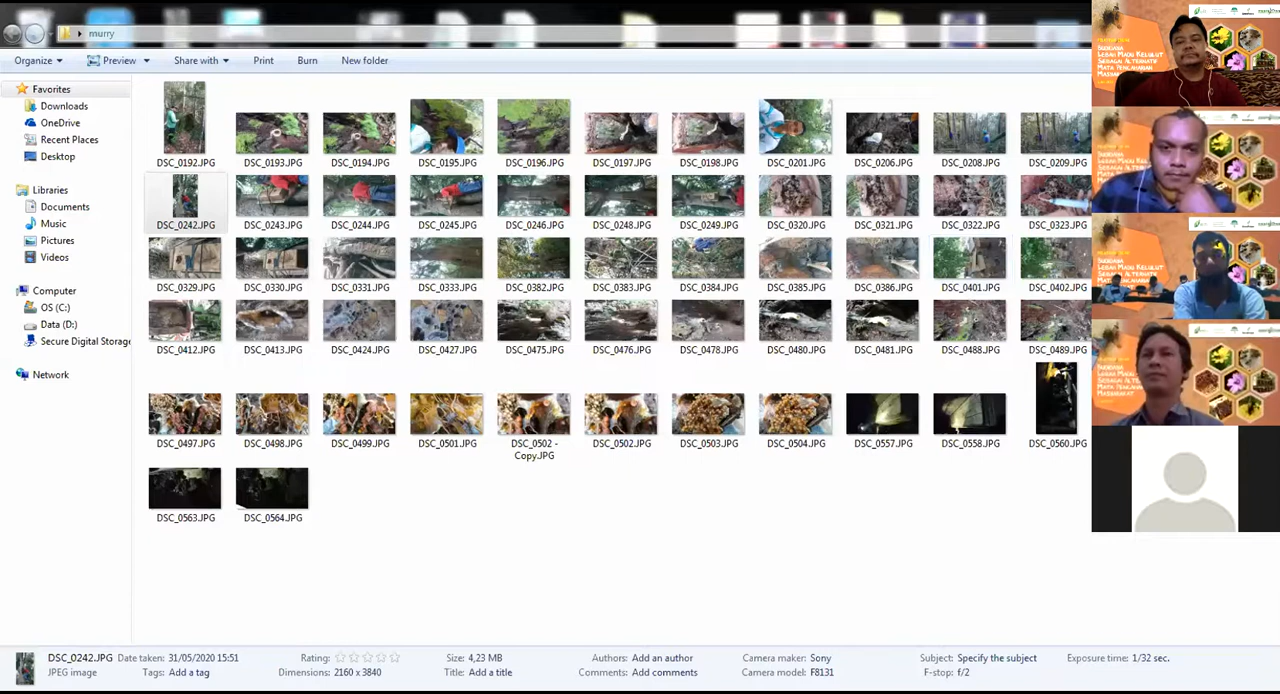 murry
Organize Preview Share with Print Burn New folder
Favorites
Downloads
OneDrive
Recent Places
Desktop
Libraries
Documents
Music
Pictures
Videos
Computer
OS (C:)
Data (D:)
Secure Digital Storage
Network
DSC_0192.JPG DSC_0193.JPG DSC_0194.JPG DSC_0195.JPG DSC_0196.JPG DSC_0197.JPG DSC_0198.JPG DSC_0201.JPG DSC_0206.JPG DSC_0208.JPG DSC_0209.JPG
DSC_0242.JPG DSC_0243.JPG DSC_0244.JPG DSC_0245.JPG DSC_0246.JPG DSC_0248.JPG DSC_0249.JPG DSC_0320.JPG DSC_0321.JPG DSC_0322.JPG DSC_0323.JPG
DSC_0329.JPG DSC_0330.JPG DSC_0331.JPG DSC_0333.JPG DSC_0382.JPG DSC_0383.JPG DSC_0384.JPG DSC_0385.JPG DSC_0386.JPG DSC_0401.JPG DSC_0402.JPG
DSC_0412.JPG DSC_0413.JPG DSC_0424.JPG DSC_0427.JPG DSC_0475.JPG DSC_0476.JPG DSC_0478.JPG DSC_0480.JPG DSC_0481.JPG DSC_0488.JPG DSC_0489.JPG
DSC_0497.JPG DSC_0498.JPG DSC_0499.JPG DSC_0501.JPG DSC_0502 - DSC_0502.JPG DSC_0503.JPG DSC_0504.JPG DSC_0557.JPG DSC_0558.JPG DSC_0560.JPG
Copy.JPG
DSC_0563.JPG DSC_0564.JPG
DSC_0242.JPG Date taken: 31/05/2020 15:51 Rating: Size: 4,23 MB Authors: Add an author Camera maker: Sony Subject: Specify the subject Exposure time: 1/32 sec.
JPEG image Tags: Add a tag Dimensions: 2160 x 3840 Title: Add a title Comments: Add comments Camera model: F8131 F-stop: f/2
Budidaya
Lebah Madu Kelulut
Sebagai Alternatif
Mata Pencaharian